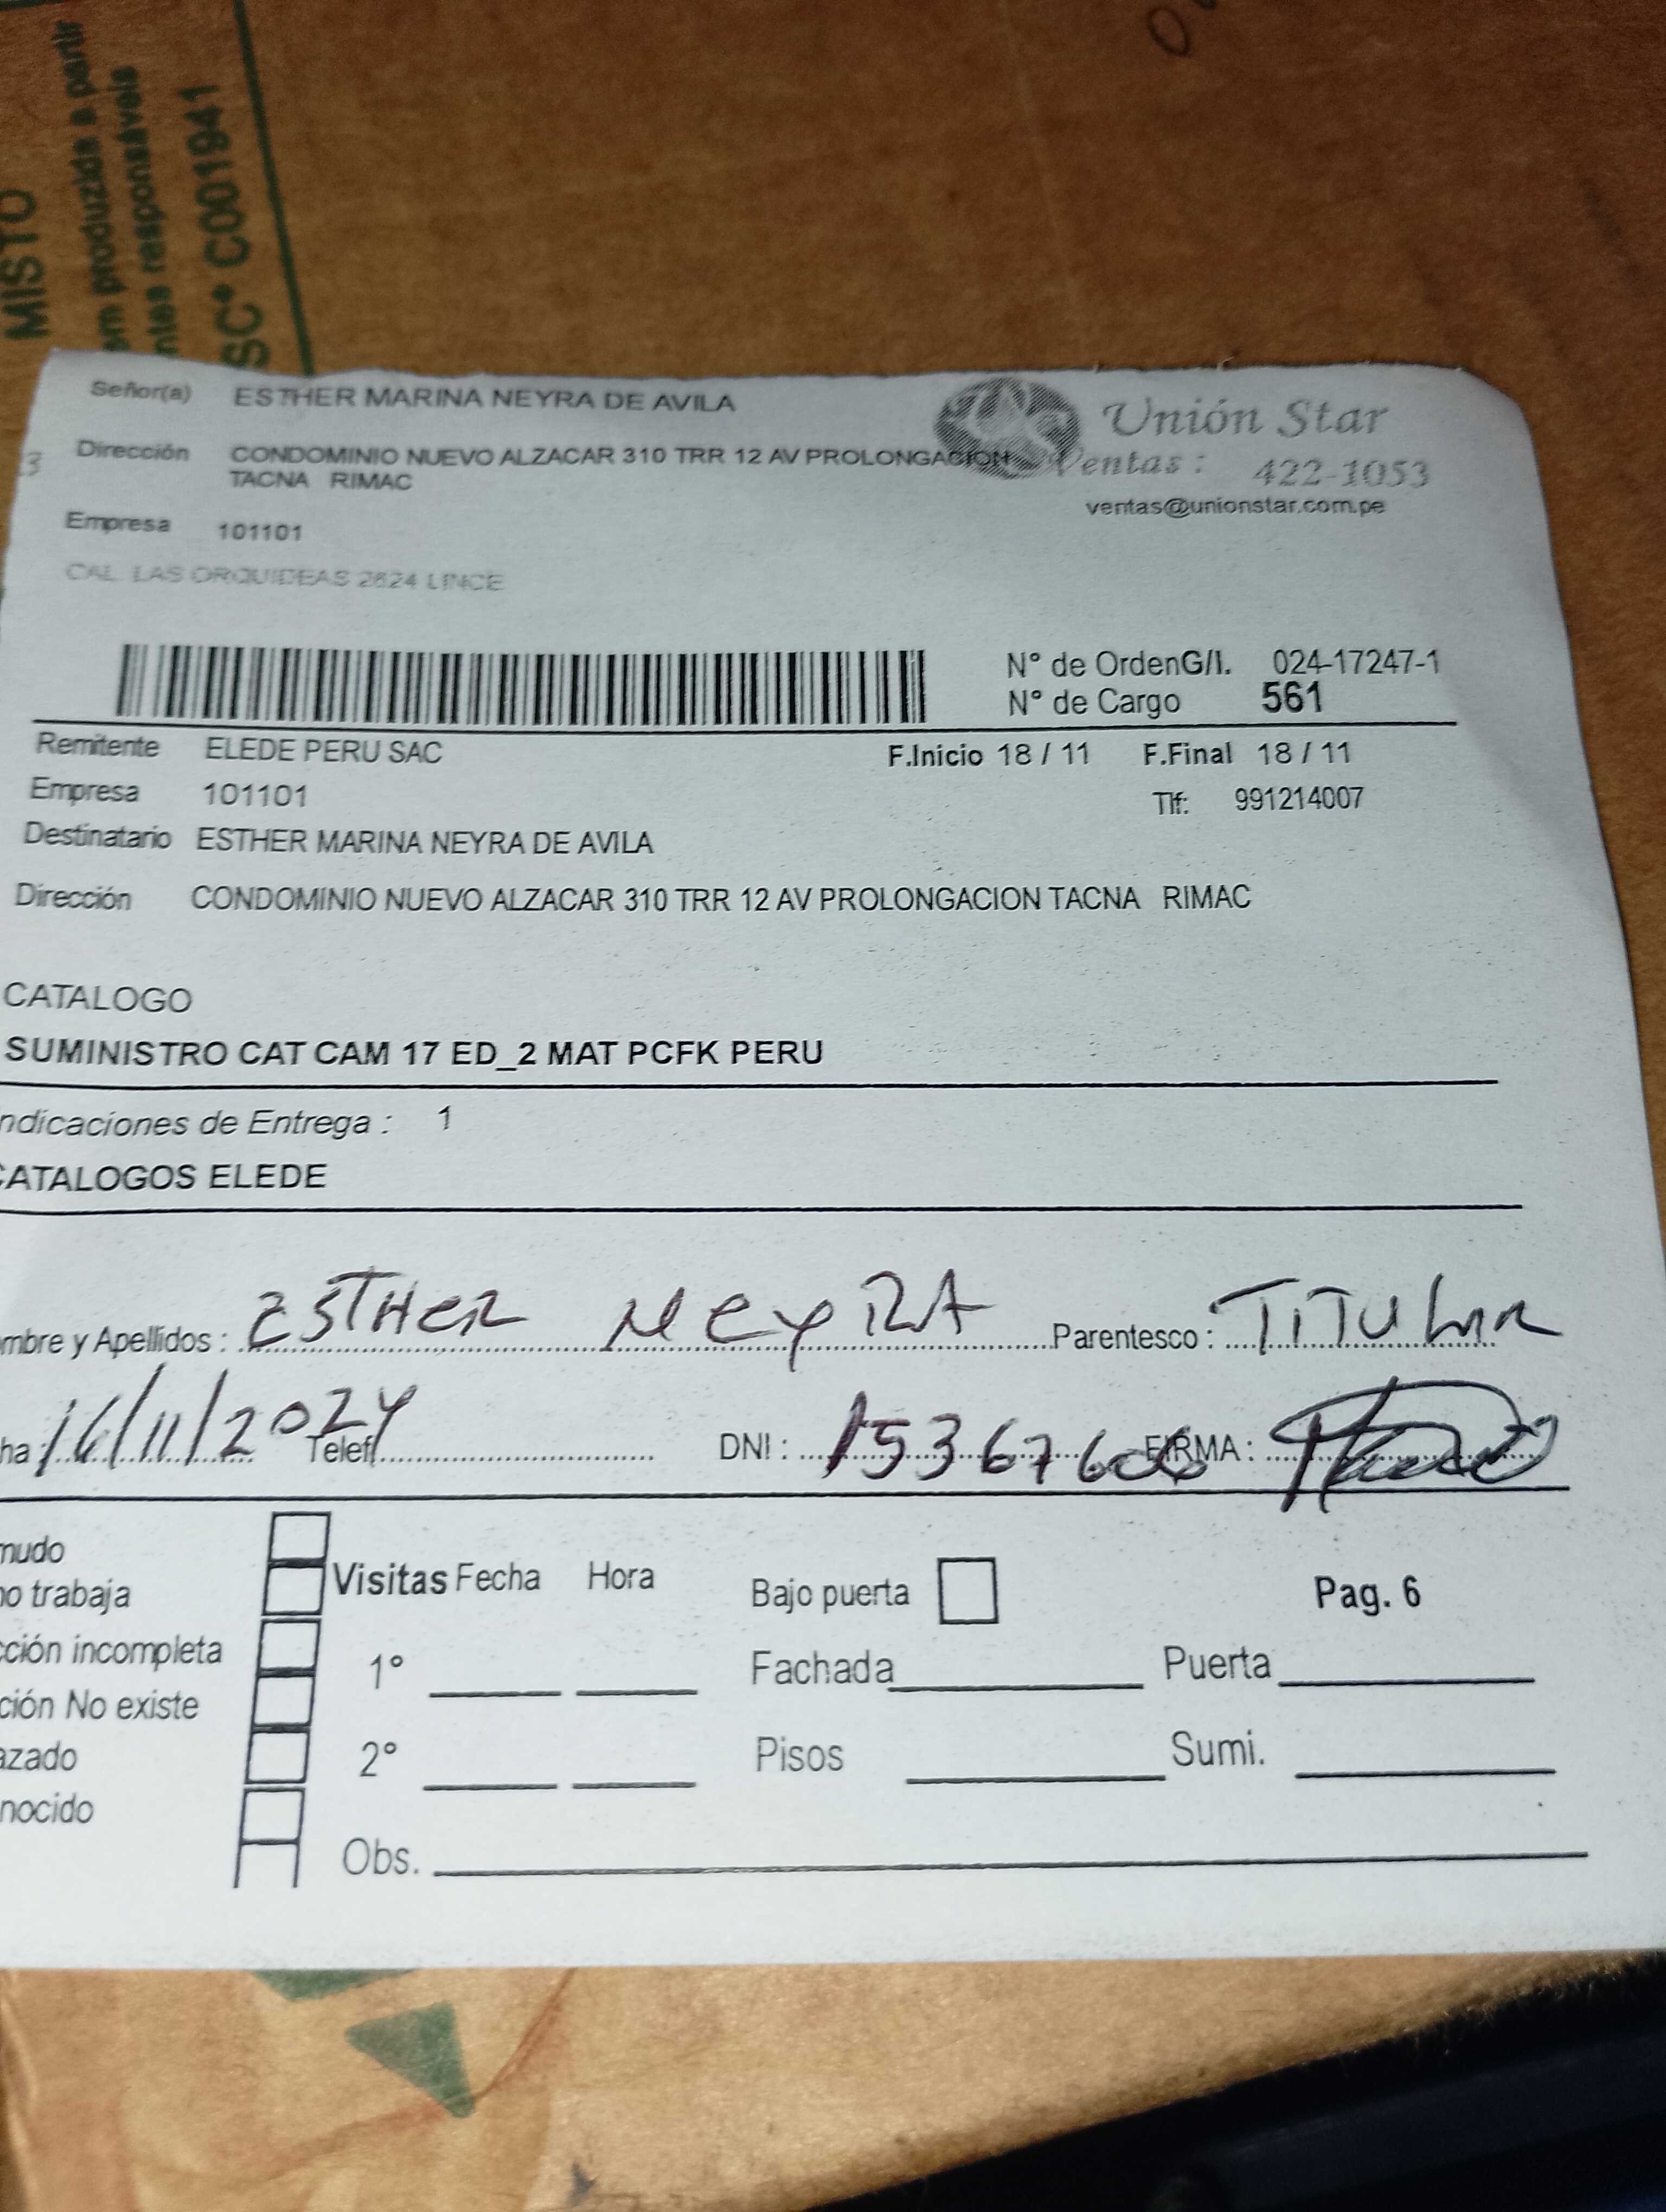 MISTO
em produzida a partir
ntes responsáveis
SC® C001941
Señor(a) ESTHER MARINA NEYRA DE AVILA
Unión Star
Dirección CONDOMINIO NUEVO ALZACAR 310 TRR 12 AV PROLONGACION
TACNA RIMAC
Ventas : 422-1053
ventas@unionstar.com.pe
Empresa 101101
CAL. LAS ORQUIDEAS 2624 LINCE
N° de OrdenG/I. 024-17247-1
N° de Cargo 561
Remitente ELEDE PERU SAC F.Inicio 18 / 11 F.Final 18 / 11
Empresa 101101 Tlf: 991214007
Destinatario ESTHER MARINA NEYRA DE AVILA
Dirección CONDOMINIO NUEVO ALZACAR 310 TRR 12 AV PROLONGACION TACNA RIMAC
CATALOGO
SUMINISTRO CAT CAM 17 ED_2 MAT PCFK PERU
ndicaciones de Entrega : 1
CATALOGOS ELEDE
mbre y Apellidos : ESTHER NEYRA Parentesco : TITULAR
ha : 16/11/2024 Telef. DNI : 15367606 FIRMA :
mudo
no trabaja Visitas Fecha Hora Bajo puerta Pag. 6
cción incompleta 1° Fachada Puerta
ción No existe
azado 2° Pisos Sumi.
nocido
Obs.